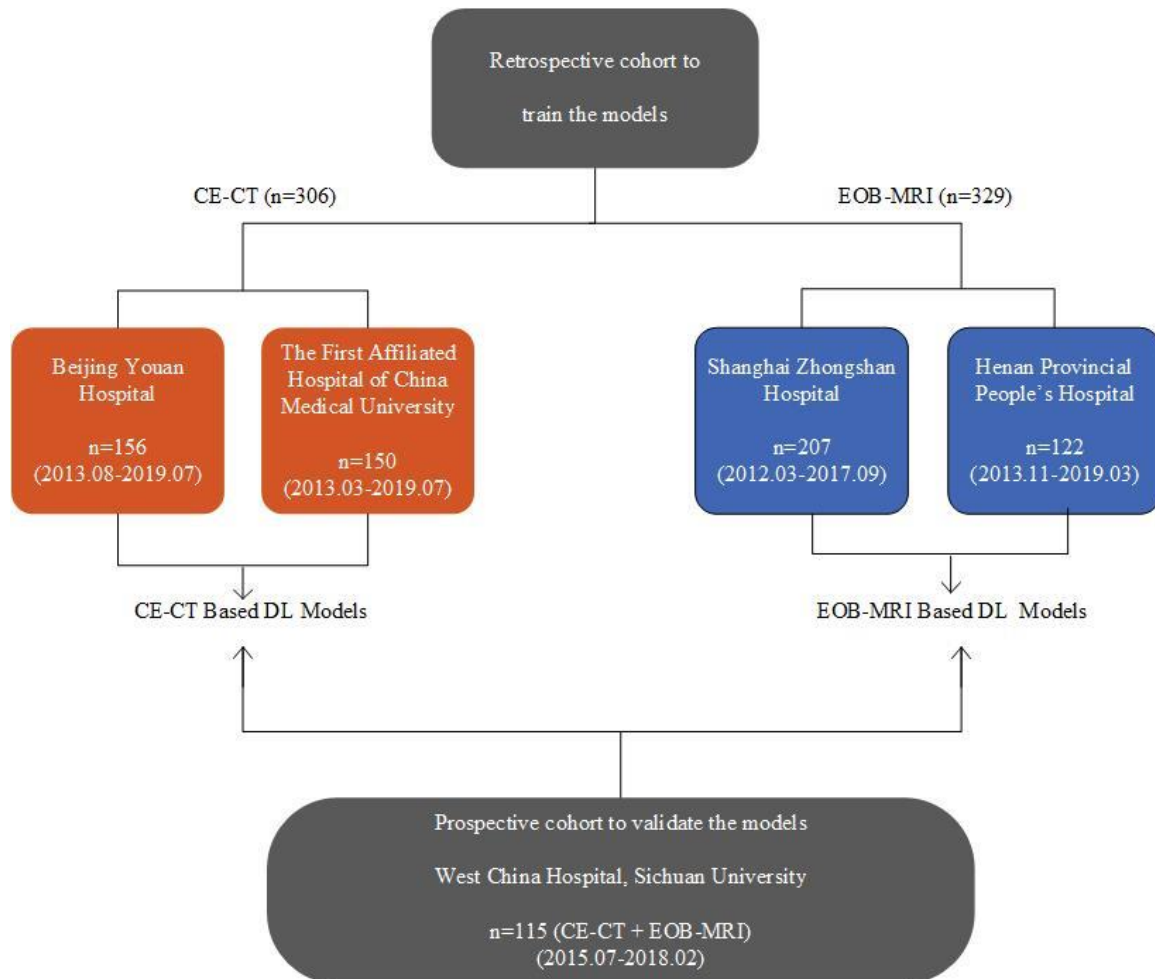 Retrospective cohort to
train the models
CE-CT (n=306)
EOB-MRI (n=329)
Beijing Youan
Hospital
n=156
(2013.08-2019.07)
The First Affiliated
Hospital of China
Medical University
n=150
(2013.03-2019.07)
Shanghai Zhongshan
Hospital
n=207
(2012.03-2017.09)
Henan Provincial
People's Hospital
n=122
(2013.11-2019.03)
CE-CT Based DL Models
EOB-MRI Based DL Models
Prospective cohort to validate the models
West China Hospital, Sichuan University
n=115 (CE-CT + EOB-MRI)
(2015.07-2018.02)